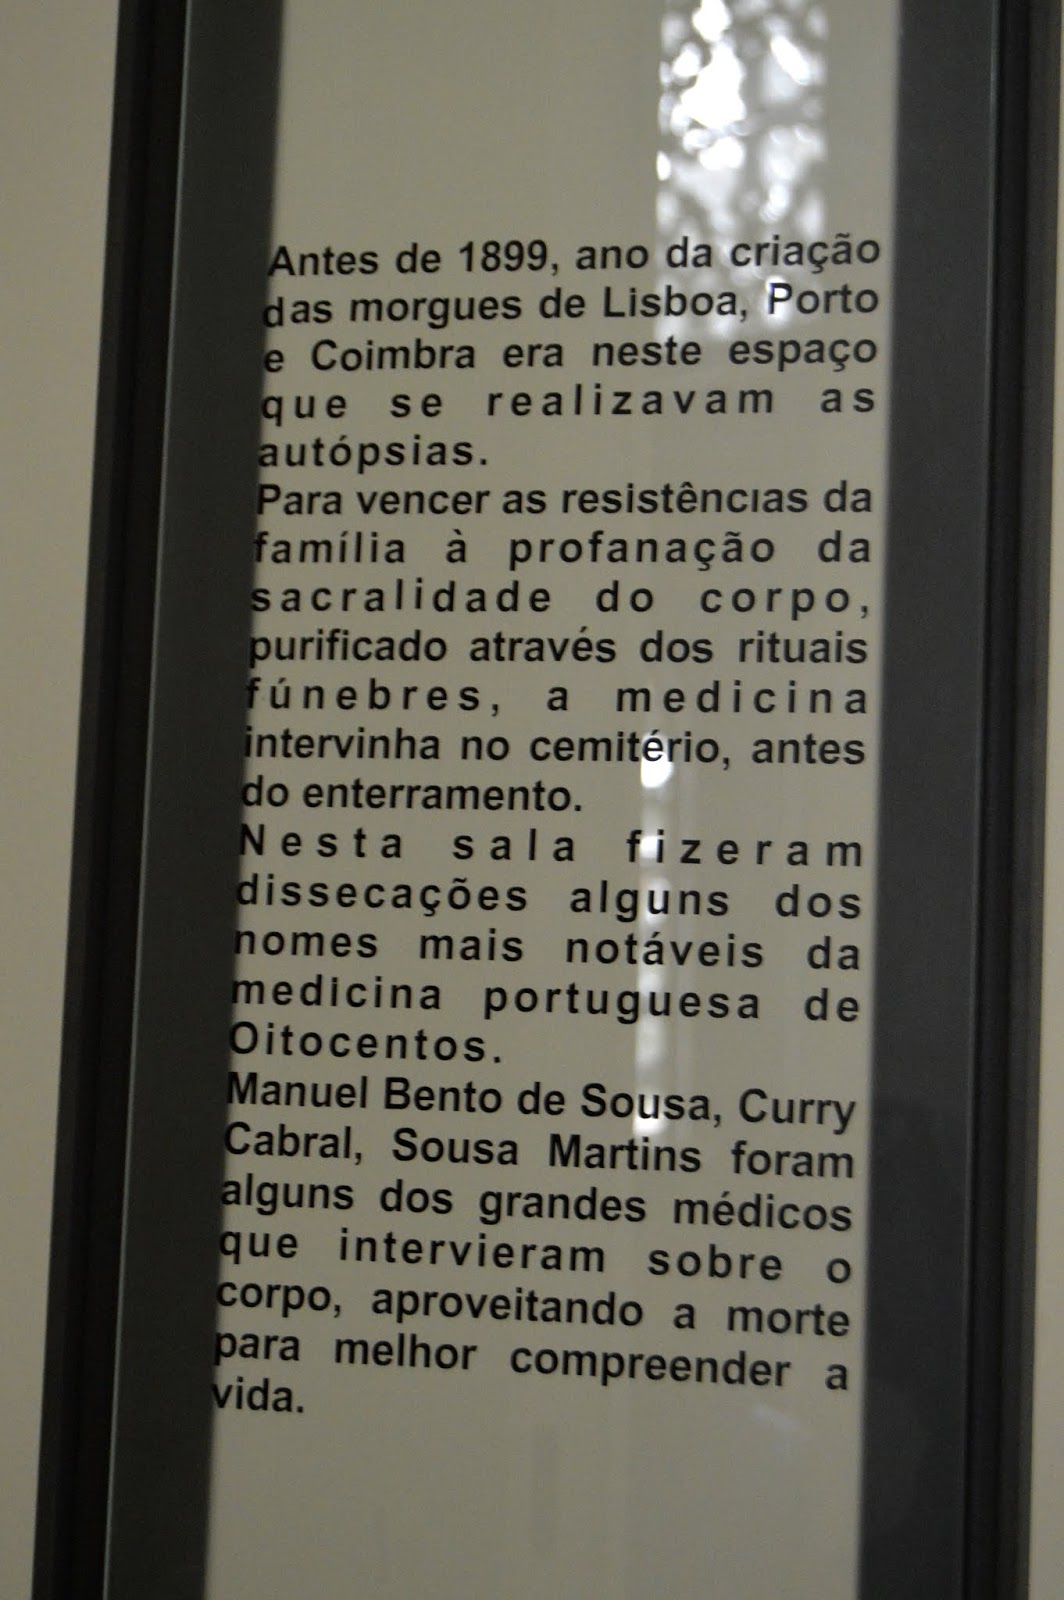 Antes de 1899, ano da criação
das morgues de Lisboa, Porto
e Coimbra era neste espaço
que se realizavam as
autópsias.
Para vencer as resistências da
família à profanação da
sacralidade do corpo,
purificado através dos rituais
fúnebres, a medicina
intervinha no cemitério, antes
do enterramento.
Nesta sala fizeram
dissecações alguns dos
nomes mais notáveis da
medicina portuguesa de
Oitocentos.
Manuel Bento de Sousa, Curry
Cabral, Sousa Martins foram
alguns dos grandes médicos
que intervieram sobre o
corpo, aproveitando a morte
para melhor compreender a
vida.